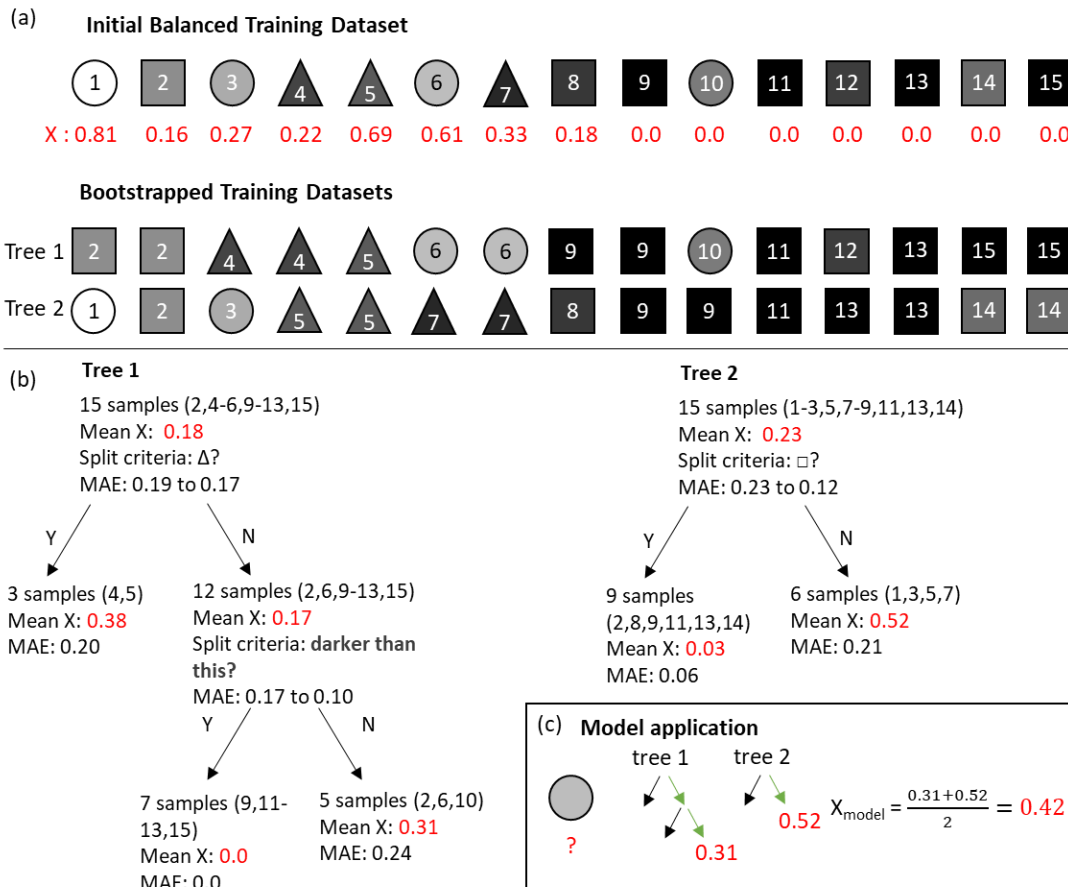 (a)
Initial Balanced Training Dataset
1 2 3 4 5 6 7 8 9 10 11 12 13 14 15
X : 0.81 0.16 0.27 0.22 0.69 0.61 0.33 0.18 0.0 0.0 0.0 0.0 0.0 0.0 0.0
Bootstrapped Training Datasets
Tree 1 2 2 4 4 5 6 6 9 9 10 11 12 13 15 15
Tree 2 1 2 3 5 5 7 7 8 9 9 11 13 13 14 14
(b)
Tree 1
15 samples (2,4-6,9-13,15)
Mean X: 0.18
Split criteria: Δ?
MAE: 0.19 to 0.17
Y
N
3 samples (4,5)
Mean X: 0.38
MAE: 0.20
12 samples (2,6,9-13,15)
Mean X: 0.17
Split criteria: darker than
this?
MAE: 0.17 to 0.10
Y
N
7 samples (9,11-
13,15)
Mean X: 0.0
MAE: 0.0
5 samples (2,6,10)
Mean X: 0.31
MAE: 0.24
Tree 2
15 samples (1-3,5,7-9,11,13,14)
Mean X: 0.23
Split criteria: □?
MAE: 0.23 to 0.12
Y
N
9 samples
(2,8,9,11,13,14)
Mean X: 0.03
MAE: 0.06
6 samples (1,3,5,7)
Mean X: 0.52
MAE: 0.21
(c) Model application
tree 1 tree 2
?
0.31
0.52
X_model = (0.31+0.52)/2 = 0.42